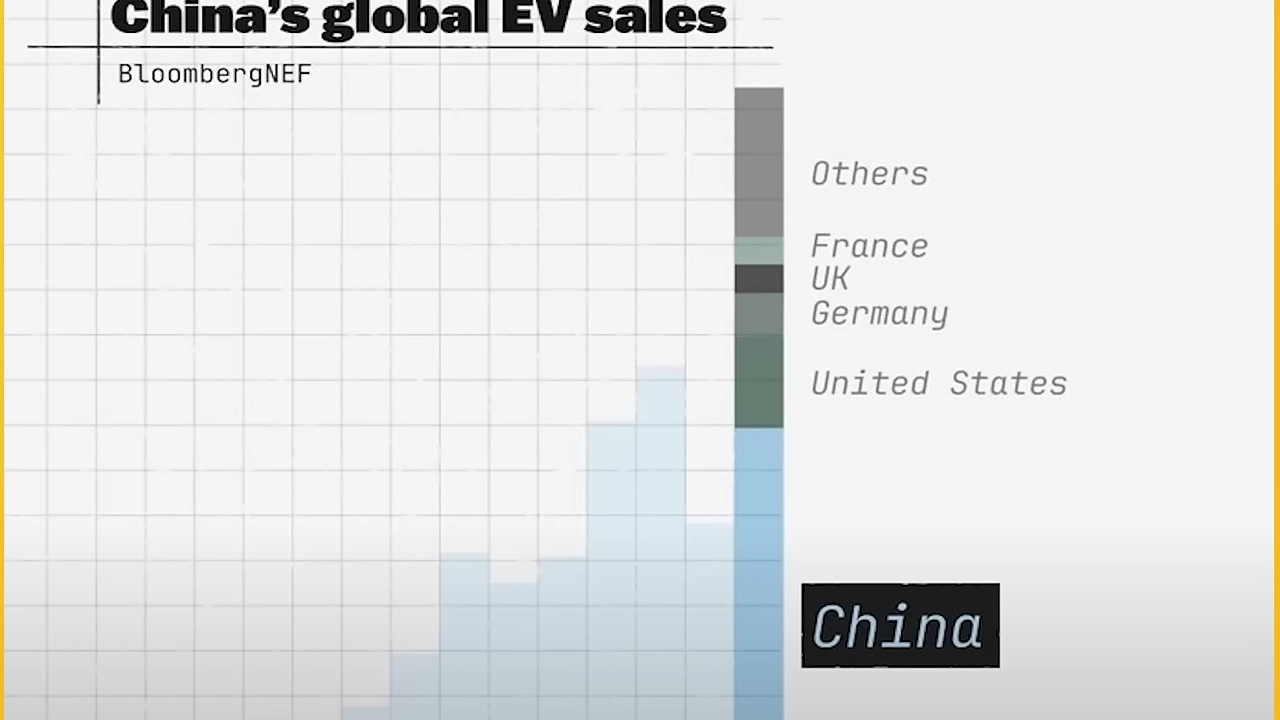 China's global EV sales
BloombergNEF
Others
France
UK
Germany
United States
China